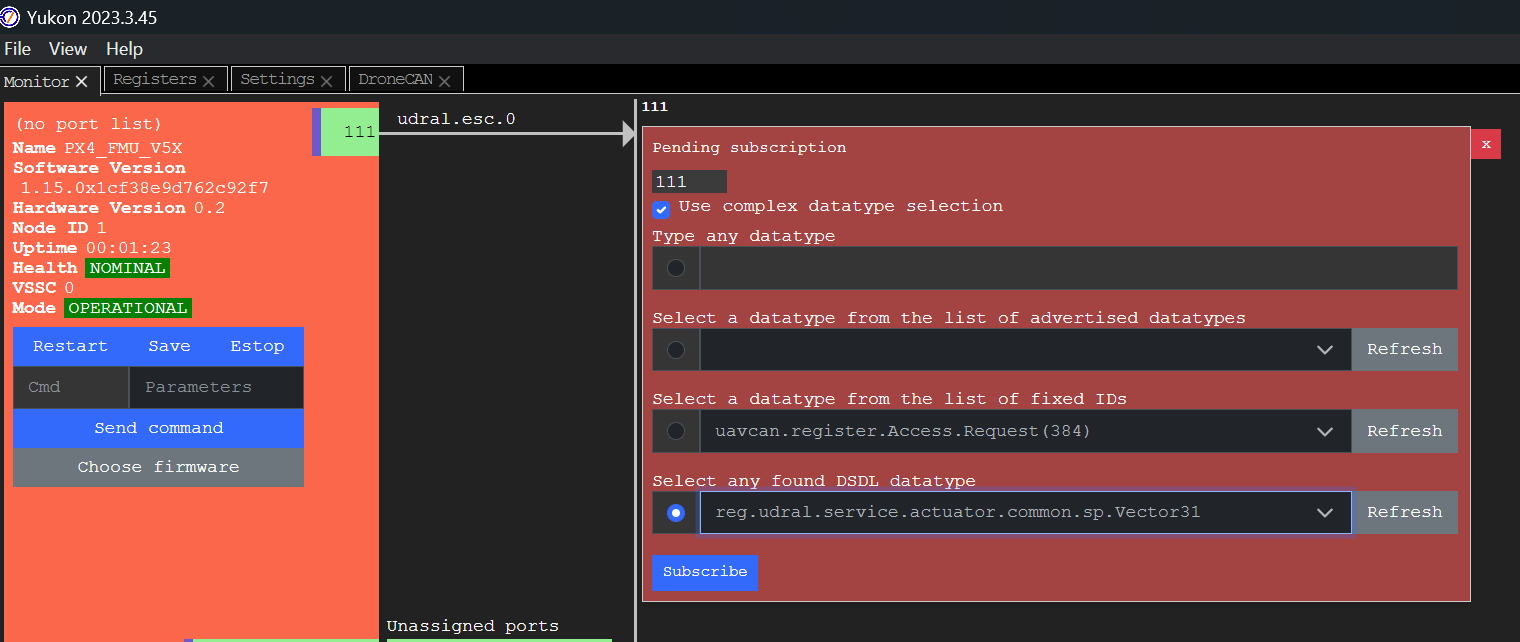 Yukon 2023.3.45
File View Help
Monitor Registers Settings DroneCAN
(no port list)
Name PX4_FMU_V5X
Software Version
1.15.0x1cf38e9d762c92f7
Hardware Version 0.2
Node ID 1
Uptime 00:01:23
Health NOMINAL
VSSC 0
Mode OPERATIONAL
Restart Save Estop
Cmd Parameters
Send command
Choose firmware
111
udral.esc.0
Unassigned ports
111
Pending subscription
x
111
Use complex datatype selection
Type any datatype
Select a datatype from the list of advertised datatypes
Refresh
Select a datatype from the list of fixed IDs
uavcan.register.Access.Request(384) Refresh
Select any found DSDL datatype
reg.udral.service.actuator.common.sp.Vector31 Refresh
Subscribe